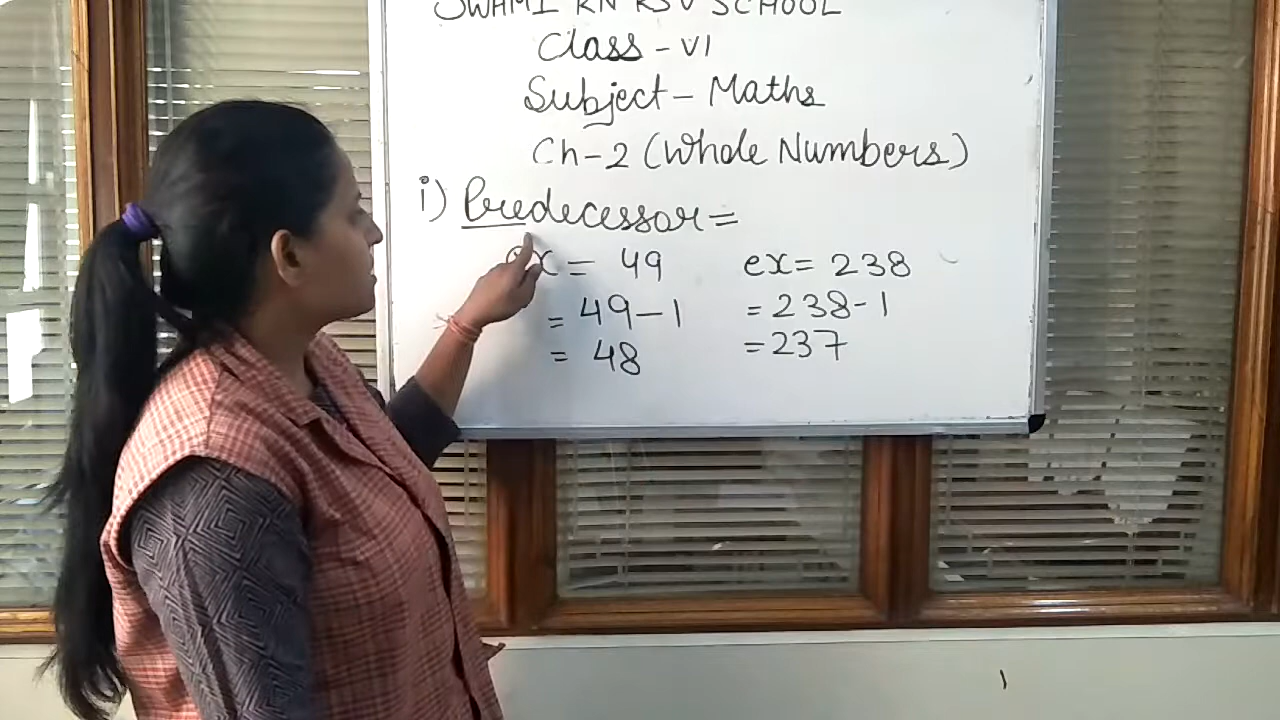 SWAMI RN RSV SCHOOL
Class - VI
Subject - Maths
Ch-2 (Whole Numbers)
i) Predecessor =
ex = 49
= 49 - 1
= 48
ex = 238
= 238 - 1
= 237